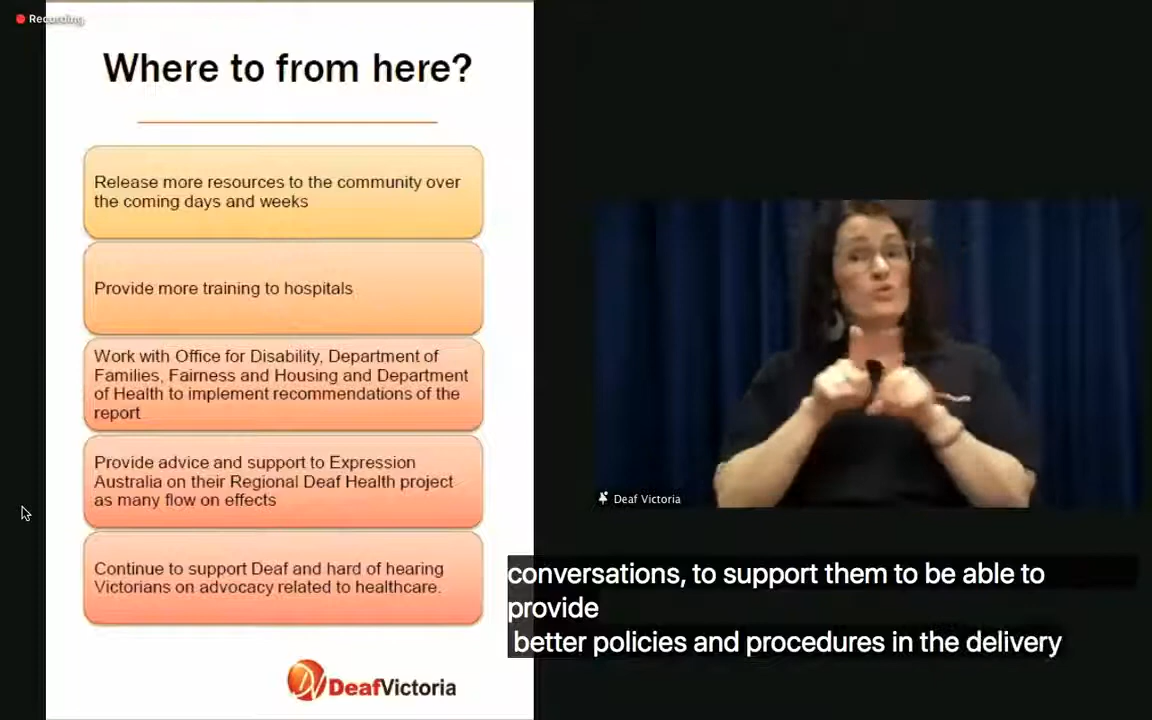 Recording
Where to from here?
Release more resources to the community over
the coming days and weeks
Provide more training to hospitals
Work with Office for Disability, Department of
Families, Fairness and Housing and Department
of Health to implement recommendations of the
report
Provide advice and support to Expression
Australia on their Regional Deaf Health project
as many flow on effects
Continue to support Deaf and hard of hearing
Victorians on advocacy related to healthcare.
DeafVictoria
Deaf Victoria
conversations, to support them to be able to
provide
better policies and procedures in the delivery